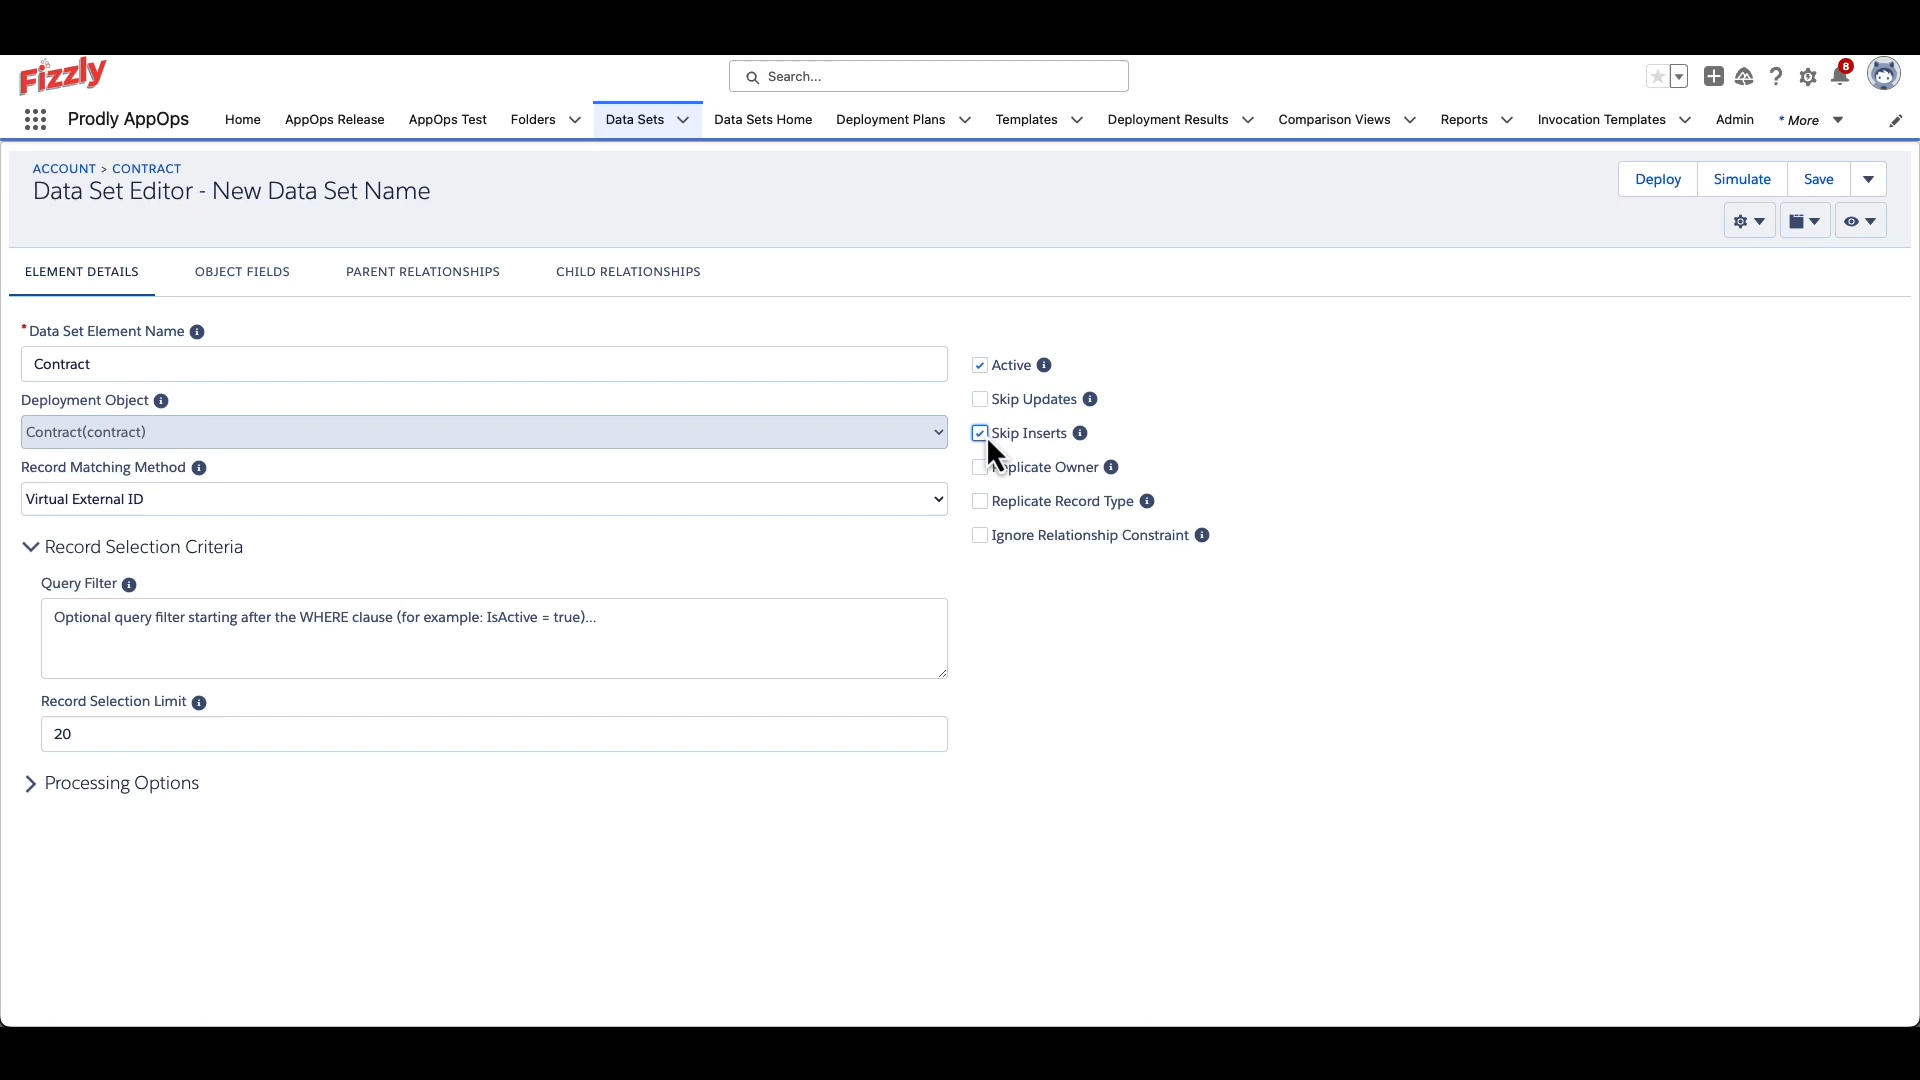 Fizzly
Search...
8
Prodly AppOps
Home
AppOps Release
AppOps Test
Folders
Data Sets
Data Sets Home
Deployment Plans
Templates
Deployment Results
Comparison Views
Reports
Invocation Templates
Admin
* More
ACCOUNT > CONTRACT
Data Set Editor - New Data Set Name
Deploy
Simulate
Save
ELEMENT DETAILS
OBJECT FIELDS
PARENT RELATIONSHIPS
CHILD RELATIONSHIPS
* Data Set Element Name
Contract
Deployment Object
Contract(contract)
Record Matching Method
Virtual External ID
Record Selection Criteria
Query Filter
Optional query filter starting after the WHERE clause (for example: IsActive = true)...
Record Selection Limit
20
Processing Options
Active
Skip Updates
Skip Inserts
plicate Owner
Replicate Record Type
Ignore Relationship Constraint